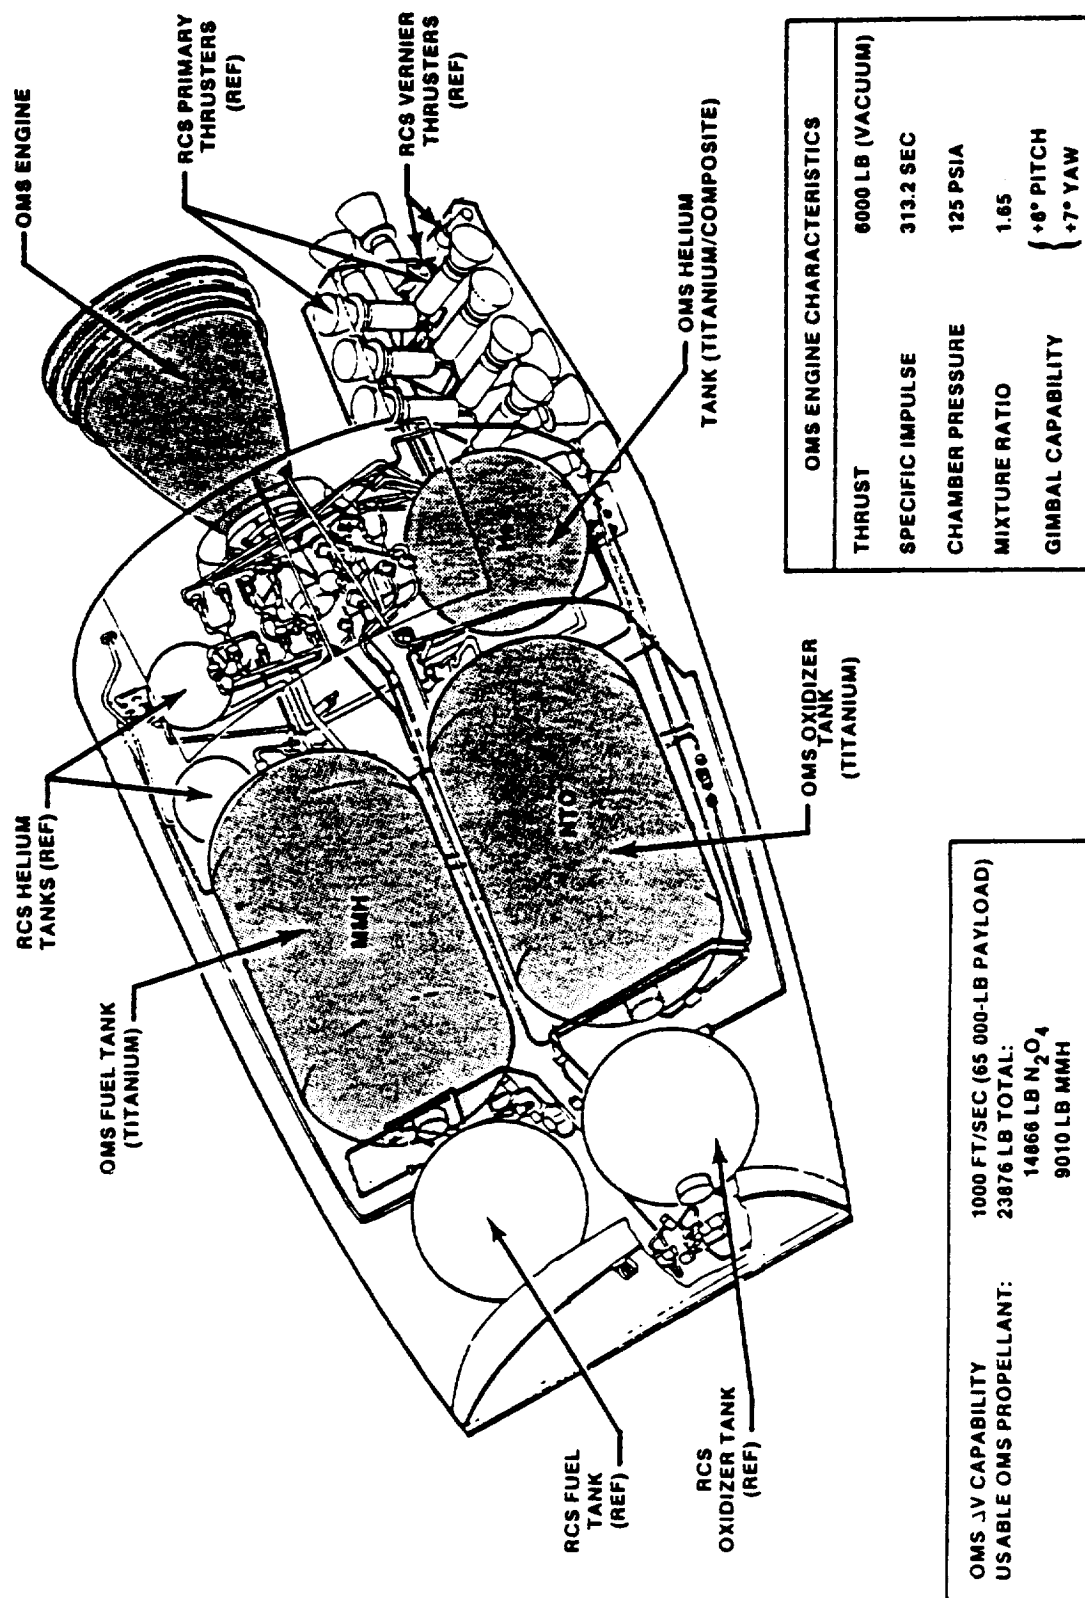 OMS ENGINE
RCS PRIMARY
THRUSTERS
(REF)
RCS VERNIER
THRUSTERS
(REF)
RCS HELIUM
TANKS (REF)
OMS FUEL TANK
(TITANIUM)
MMH
NTO
OMS HELIUM
TANK (TITANIUM/COMPOSITE)
OMS OXIDIZER
TANK
(TITANIUM)
RCS FUEL
TANK
(REF)
RCS
OXIDIZER TANK
(REF)
OMS ΔV CAPABILITY 1000 FT/SEC (65 000-LB PAYLOAD)
USABLE OMS PROPELLANT: 23876 LB TOTAL:
14866 LB N2O4
9010 LB MMH
OMS ENGINE CHARACTERISTICS
THRUST 6000 LB (VACUUM)
SPECIFIC IMPULSE 313.2 SEC
CHAMBER PRESSURE 125 PSIA
MIXTURE RATIO 1.65
GIMBAL CAPABILITY { +6° PITCH
+7° YAW